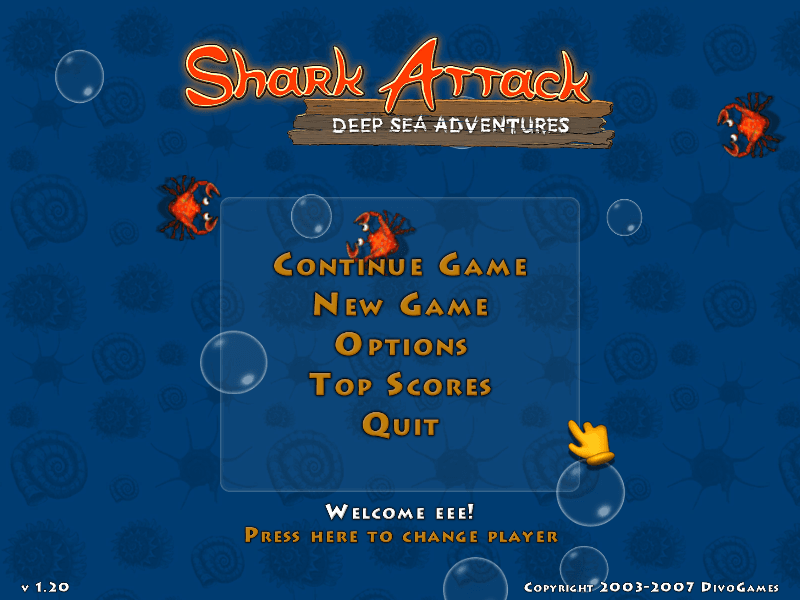 Shark Attack
DEEP SEA ADVENTURES
Continue Game
New Game
Options
Top Scores
Quit
Welcome eee!
Press here to change player
v 1.20
Copyright 2003-2007 DivoGames